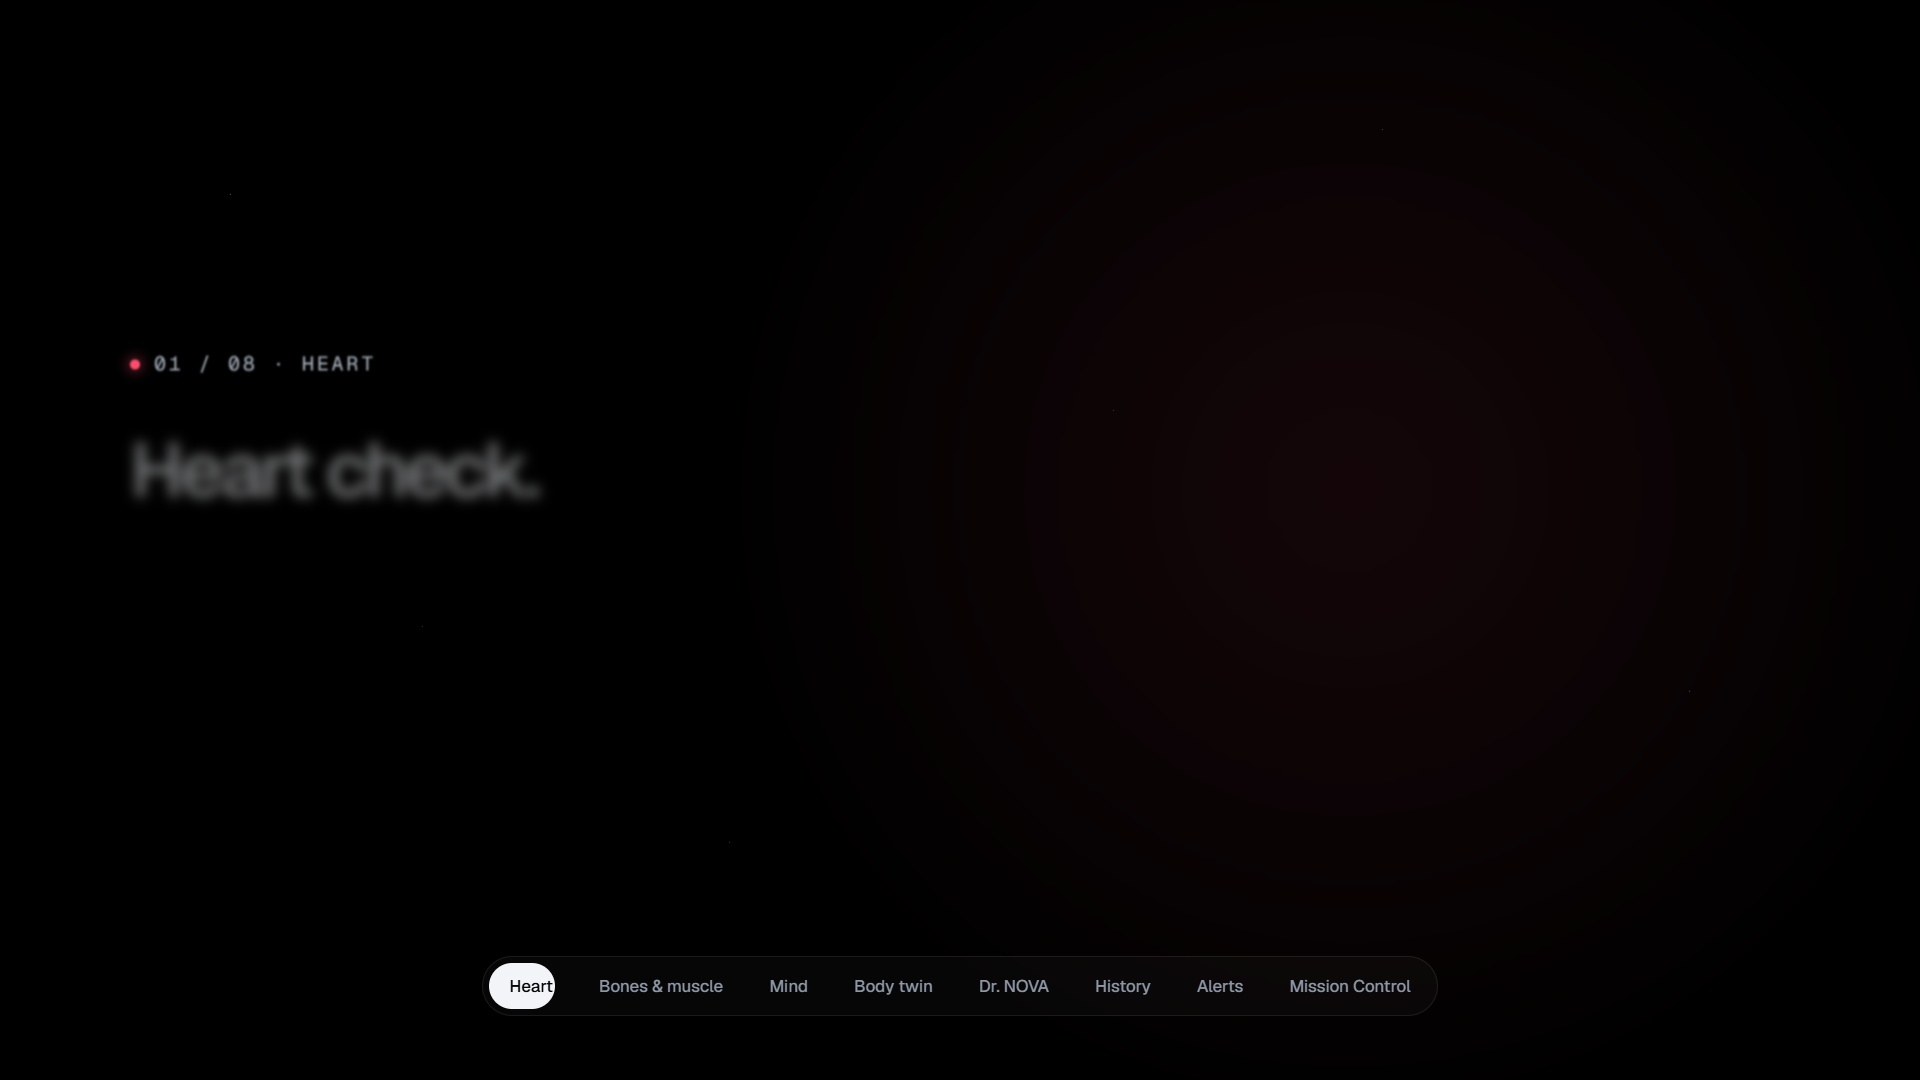 01 / 08 · HEART
Heart check.
Heart Bones & muscle Mind Body twin Dr. NOVA History Alerts Mission Control